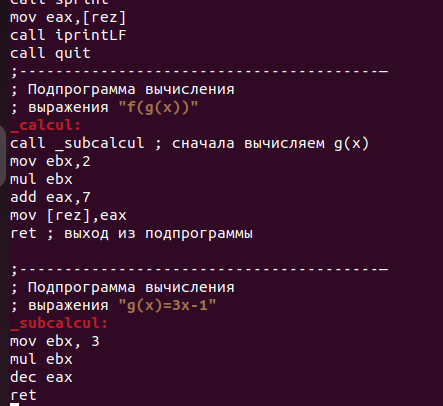 call sprint
mov eax,[rez]
call iprintLF
call quit
;----------------------------------------—
; Подпрограмма вычисления
; выражения "f(g(x))"
_calcul:
call _subcalcul ; сначала вычисляем g(x)
mov ebx,2
mul ebx
add eax,7
mov [rez],eax
ret ; выход из подпрограммы
;----------------------------------------—
; Подпрограмма вычисления
; выражения "g(x)=3x-1"
_subcalcul:
mov ebx, 3
mul ebx
dec eax
ret